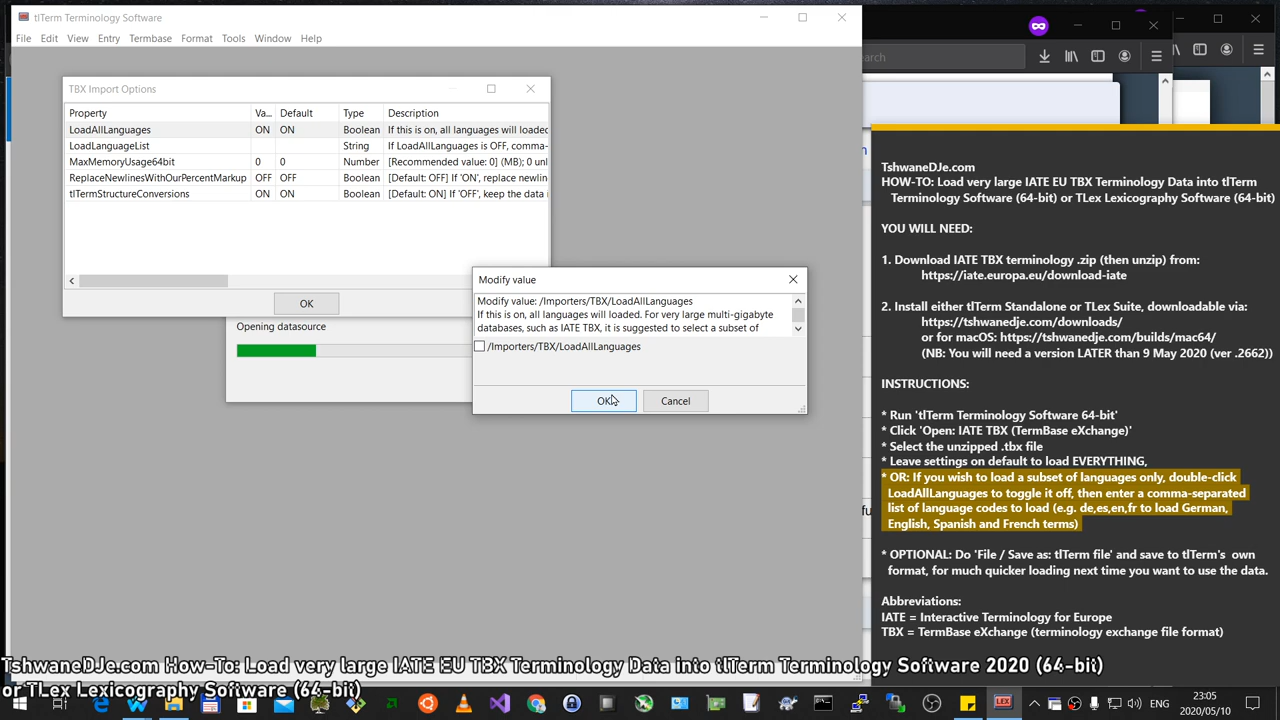 tlTerm Terminology Software
File Edit View Entry Termbase Format Tools Window Help
TBX Import Options
Property Va... Default Type Description
LoadAllLanguages ON ON Boolean If this is on, all languages will loaded
LoadLanguageList String If LoadAllLanguages is OFF, comma-
MaxMemoryUsage64bit 0 0 Number [Recommended value: 0] (MB); 0 unl
ReplaceNewlinesWithOurPercentMarkup OFF OFF Boolean [Default: OFF] If 'ON', replace newlin
tlTermStructureConversions ON ON Boolean [Default: ON] If 'OFF', keep the data i
OK
Opening datasource
Modify value
Modify value: /Importers/TBX/LoadAllLanguages
If this is on, all languages will loaded. For very large multi-gigabyte
databases, such as IATE TBX, it is suggested to select a subset of
/Importers/TBX/LoadAllLanguages
OK Cancel
earch
TshwaneDJe.com
HOW-TO: Load very large IATE EU TBX Terminology Data into tlTerm
Terminology Software (64-bit) or TLex Lexicography Software (64-bit)
YOU WILL NEED:
1. Download IATE TBX terminology .zip (then unzip) from:
https://iate.europa.eu/download-iate
2. Install either tlTerm Standalone or TLex Suite, downloadable via:
https://tshwanedje.com/downloads/
or for macOS: https://tshwanedje.com/builds/mac64/
(NB: You will need a version LATER than 9 May 2020 (ver .2662))
INSTRUCTIONS:
* Run 'tlTerm Terminology Software 64-bit'
* Click 'Open: IATE TBX (TermBase eXchange)'
* Select the unzipped .tbx file
* Leave settings on default to load EVERYTHING,
* OR: If you wish to load a subset of languages only, double-click
LoadAllLanguages to toggle it off, then enter a comma-separated
list of language codes to load (e.g. de,es,en,fr to load German,
English, Spanish and French terms)
* OPTIONAL: Do 'File / Save as: tlTerm file' and save to tlTerm's own
format, for much quicker loading next time you want to use the data.
Abbreviations:
IATE = Interactive Terminology for Europe
TBX = TermBase eXchange (terminology exchange file format)
TshwaneDJe.com How-To: Load very large IATE EU TBX Terminology Data into tlTerm Terminology Software 2020 (64-bit)
or TLex Lexicography Software (64-bit)
LEX
ENG
23:05
2020/05/10